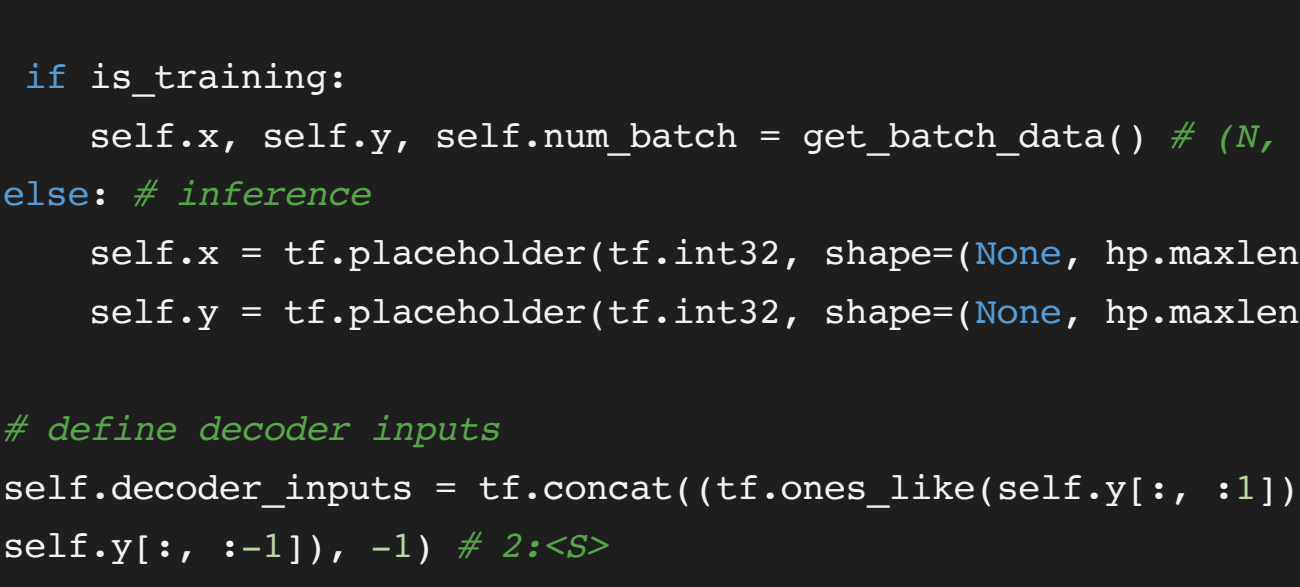 if is_training:
self.x, self.y, self.num_batch = get_batch_data() # (N,
else: # inference
self.x = tf.placeholder(tf.int32, shape=(None, hp.maxlen
self.y = tf.placeholder(tf.int32, shape=(None, hp.maxlen
# define decoder inputs
self.decoder_inputs = tf.concat((tf.ones_like(self.y[:, :1])
self.y[:, :-1]), -1) # 2:<S>